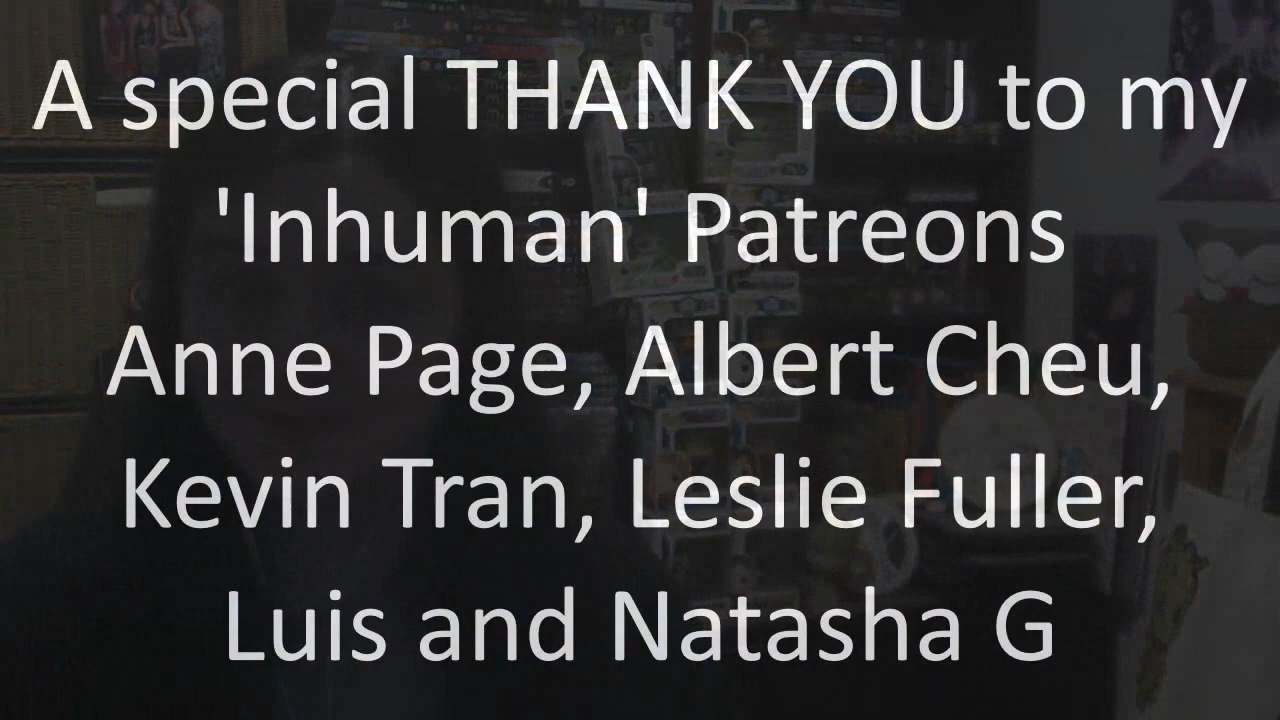 A special THANK YOU to my
'Inhuman' Patreons
Anne Page, Albert Cheu,
Kevin Tran, Leslie Fuller,
Luis and Natasha G